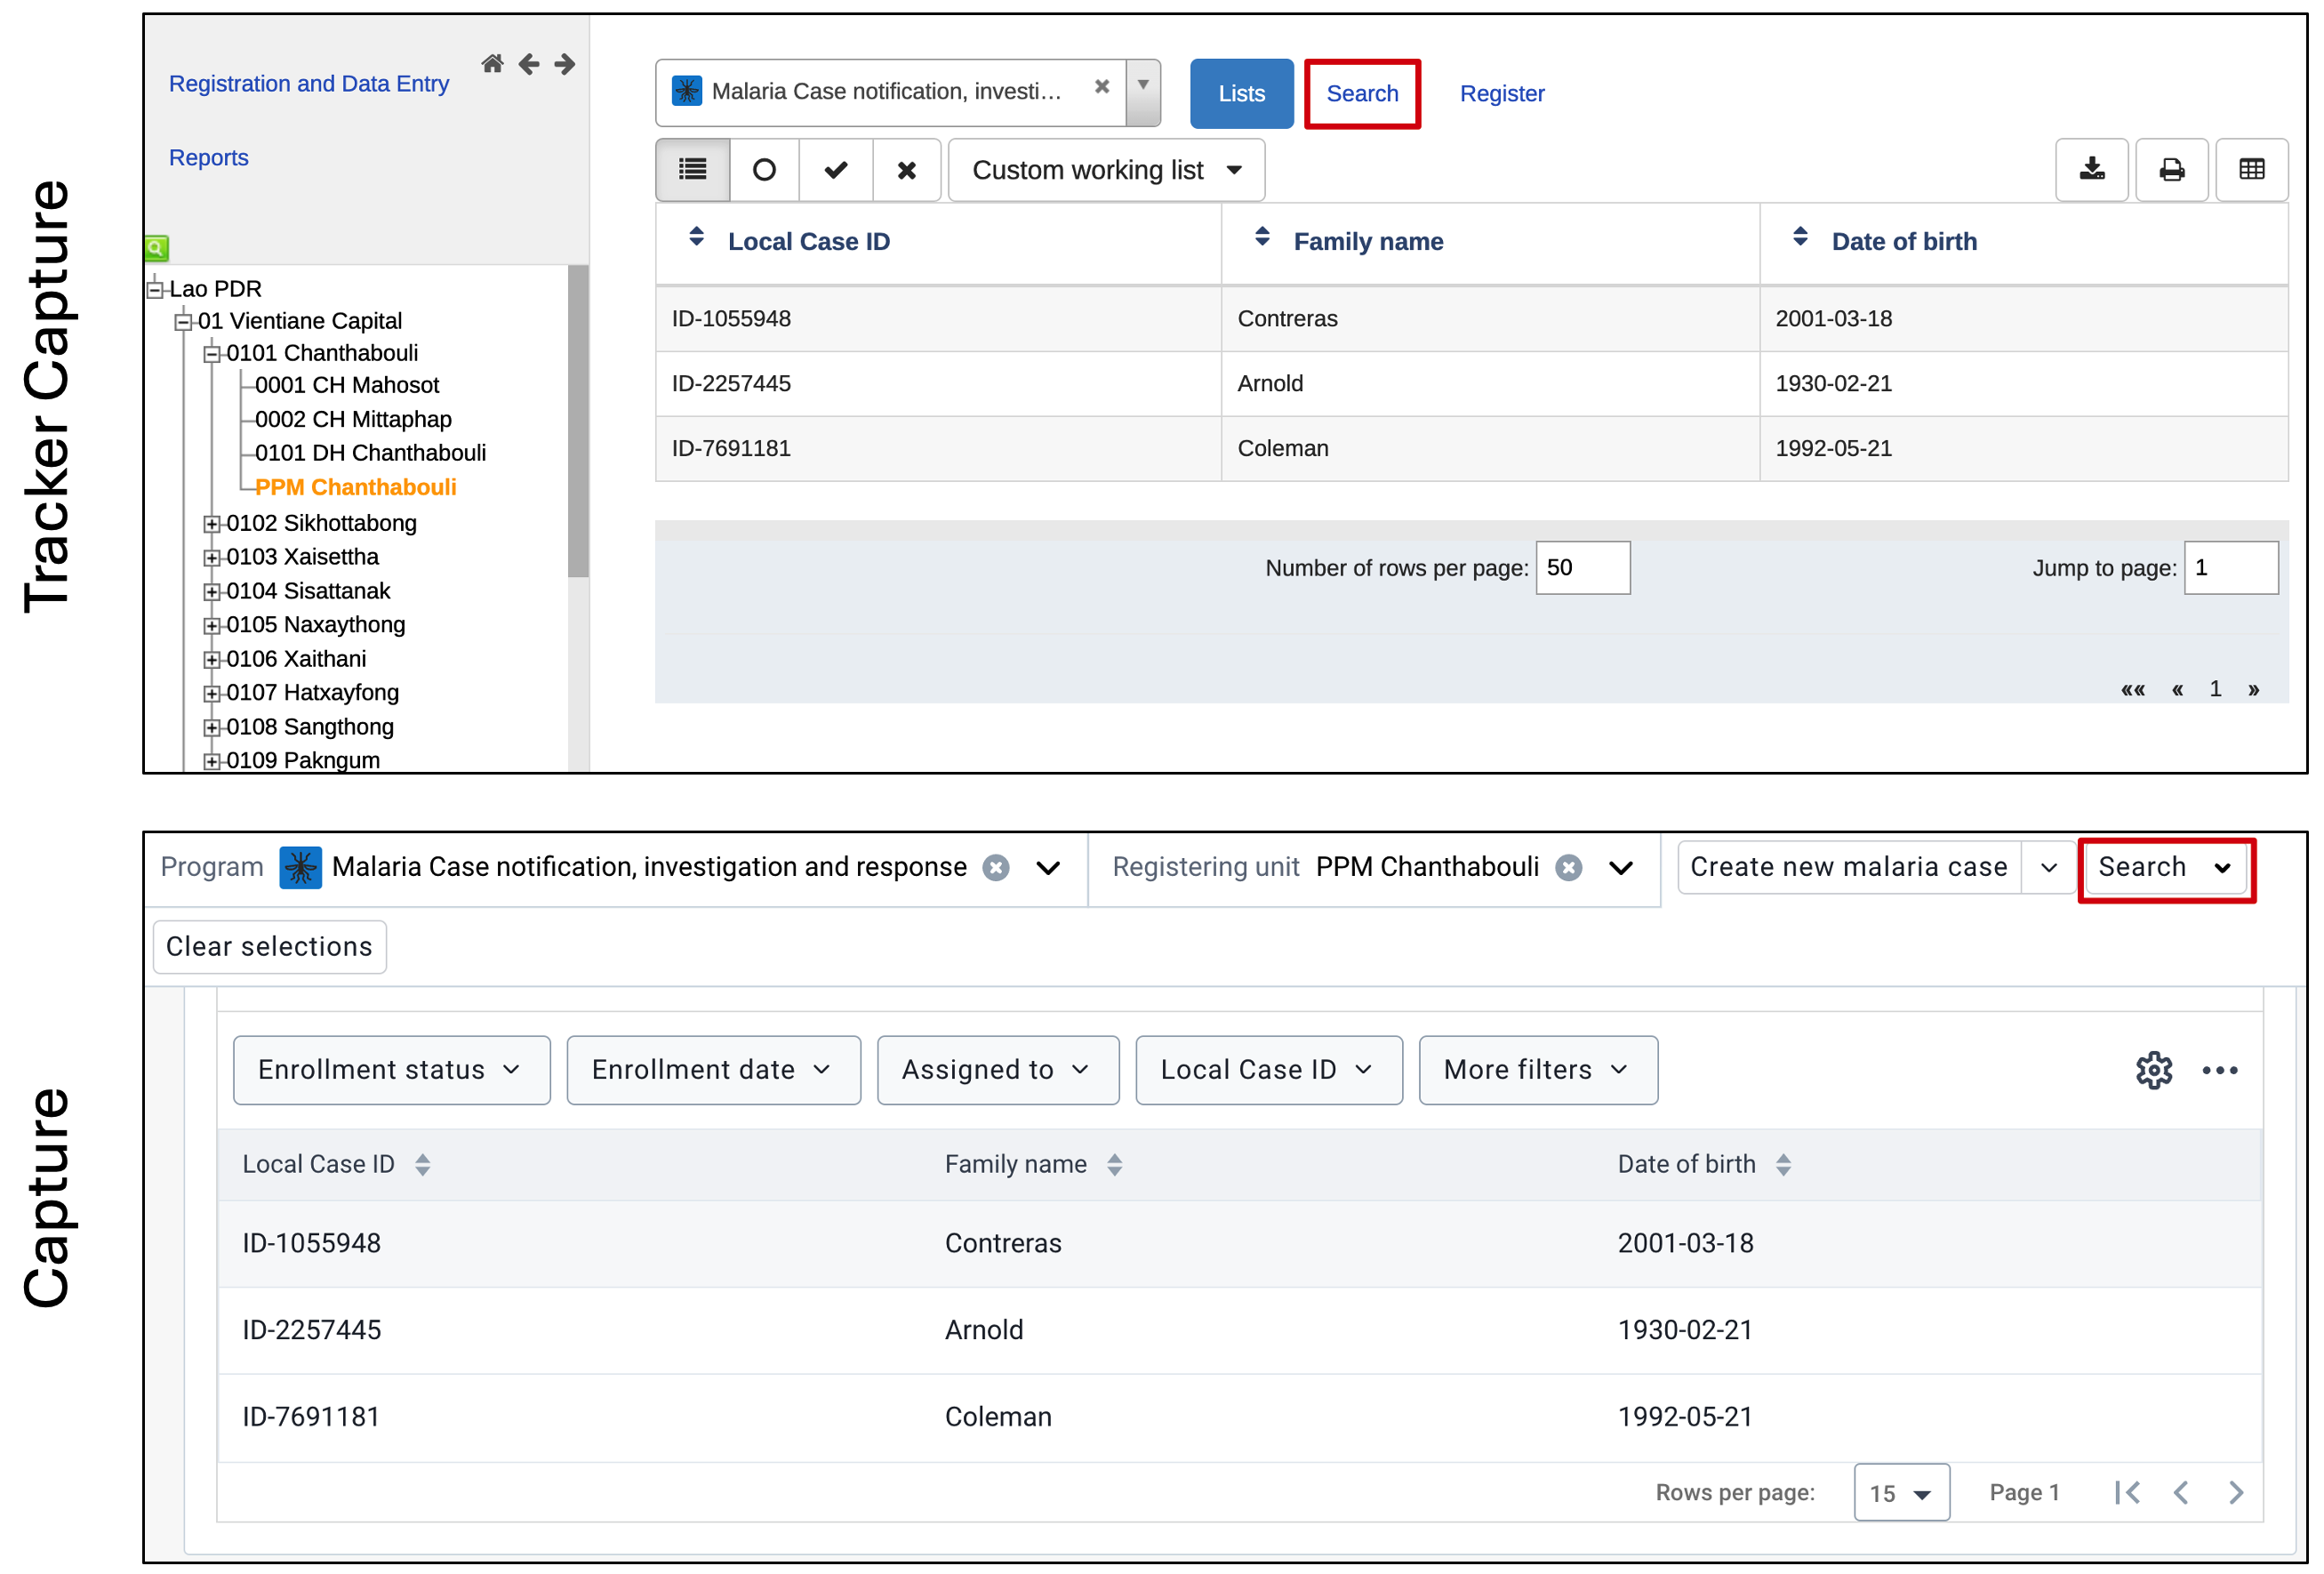 Tracker Capture
Registration and Data Entry
Reports
Lao PDR
01 Vientiane Capital
0101 Chanthabouli
0001 CH Mahosot
0002 CH Mittaphap
0101 DH Chanthabouli
PPM Chanthabouli
0102 Sikhottabong
0103 Xaisettha
0104 Sisattanak
0105 Naxaythong
0106 Xaithani
0107 Hatxayfong
0108 Sangthong
0109 Pakngum
Malaria Case notification, investi... Lists Search Register
Custom working list
Local Case ID Family name Date of birth
ID-1055948 Contreras 2001-03-18
ID-2257445 Arnold 1930-02-21
ID-7691181 Coleman 1992-05-21
Number of rows per page: 50 Jump to page: 1
«« « 1 »
Capture
Program Malaria Case notification, investigation and response Registering unit PPM Chanthabouli Create new malaria case Search
Clear selections
Enrollment status Enrollment date Assigned to Local Case ID More filters
Local Case ID Family name Date of birth
ID-1055948 Contreras 2001-03-18
ID-2257445 Arnold 1930-02-21
ID-7691181 Coleman 1992-05-21
Rows per page: 15 Page 1